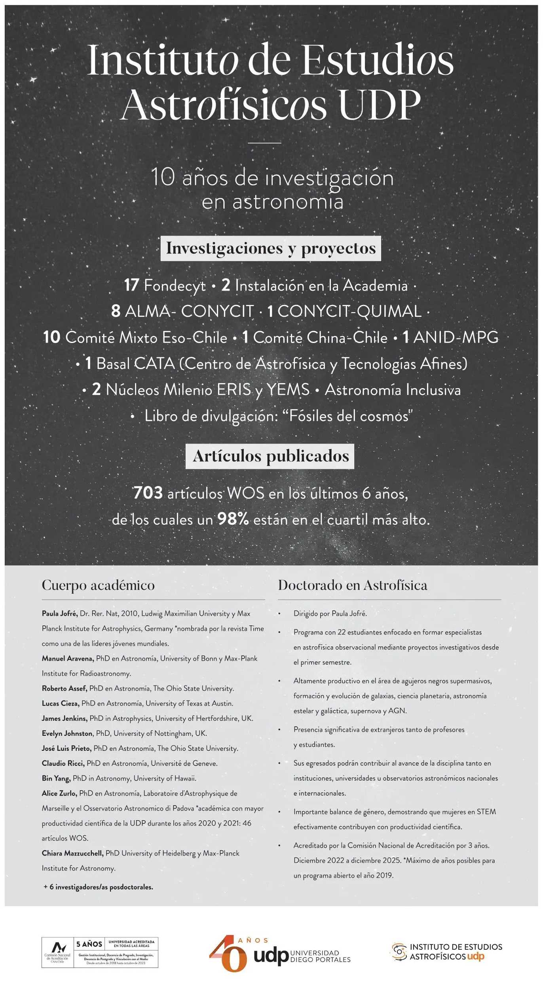 Instituto de Estudios
Astrofísicos UDP
10 años de investigación
en astronomía
Investigaciones y proyectos
17 Fondecyt • 2 Instalación en la Academia ·
8 ALMA- CONYCIT · 1 CONYCIT-QUIMAL ·
10 Comité Mixto Eso-Chile • 1 Comité China-Chile • 1 ANID-MPG
• 1 Basal CATA (Centro de Astrofísica y Tecnologías Afines)
• 2 Núcleos Milenio ERIS y YEMS • Astronomía Inclusiva
• Libro de divulgación: “Fósiles del cosmos"
Artículos publicados
703 artículos WOS en los últimos 6 años,
de los cuales un 98% están en el cuartil más alto.
Cuerpo académico
Paula Jofré, Dr. Rer. Nat, 2010, Ludwig Maximilian University y Max
Planck Institute for Astrophysics, Germany *nombrada por la revista Time
como una de las líderes jóvenes mundiales.
Manuel Aravena, PhD en Astronomía, University of Bonn y Max-Plank
Institute for Radioastronomy.
Roberto Assef, PhD en Astronomía, The Ohio State University.
Lucas Cieza, PhD en Astronomía, University of Texas at Austin.
James Jenkins, PhD in Astrophysics, University of Hertfordshire, UK.
Evelyn Johnston, PhD, University of Nottingham, UK.
José Luis Prieto, PhD en Astronomía, The Ohio State University.
Claudio Ricci, PhD en Astronomía, Université de Geneve.
Bin Yang, PhD in Astronomy, University of Hawaii.
Alice Zurlo, PhD en Astronomía, Laboratoire d'Astrophysique de
Marseille y el Osservatorio Astronomico di Padova *académica con mayor
productividad científica de la UDP durante los años 2020 y 2021: 46
artículos WOS.
Chiara Mazzucchell, PhD University of Heidelberg y Max-Planck
Institute for Astronomy.
+ 6 investigadores/as posdoctorales.
Doctorado en Astrofísica
• Dirigido por Paula Jofré.
• Programa con 22 estudiantes enfocado en formar especialistas
en astrofísica observacional mediante proyectos investigativos desde
el primer semestre.
• Altamente productivo en el área de agujeros negros supermasivos,
formación y evolución de galaxias, ciencia planetaria, astronomía
estelar y galáctica, supernova y AGN.
• Presencia significativa de extranjeros tanto de profesores
y estudiantes.
• Sus egresados podrán contribuir al avance de la disciplina tanto en
instituciones, universidades u observatorios astronómicos nacionales
e internacionales.
• Importante balance de género, demostrando que mujeres en STEM
efectivamente contribuyen con productividad científica.
• Acreditado por la Comisión Nacional de Acreditación por 3 años.
Diciembre 2022 a diciembre 2025. *Máximo de años posibles para
un programa abierto el año 2019.
Comisión Nacional
de Acreditación
CNA-Chile
5 AÑOS
UNIVERSIDAD ACREDITADA
EN TODAS LAS ÁREAS
Gestión Institucional, Docencia de Pregrado, Investigación,
Docencia de Postgrado y Vinculación con el Medio
Desde octubre de 2018 hasta octubre de 2023
40 AÑOS
udp UNIVERSIDAD
DIEGO PORTALES
INSTITUTO DE ESTUDIOS
ASTROFÍSICOS udp